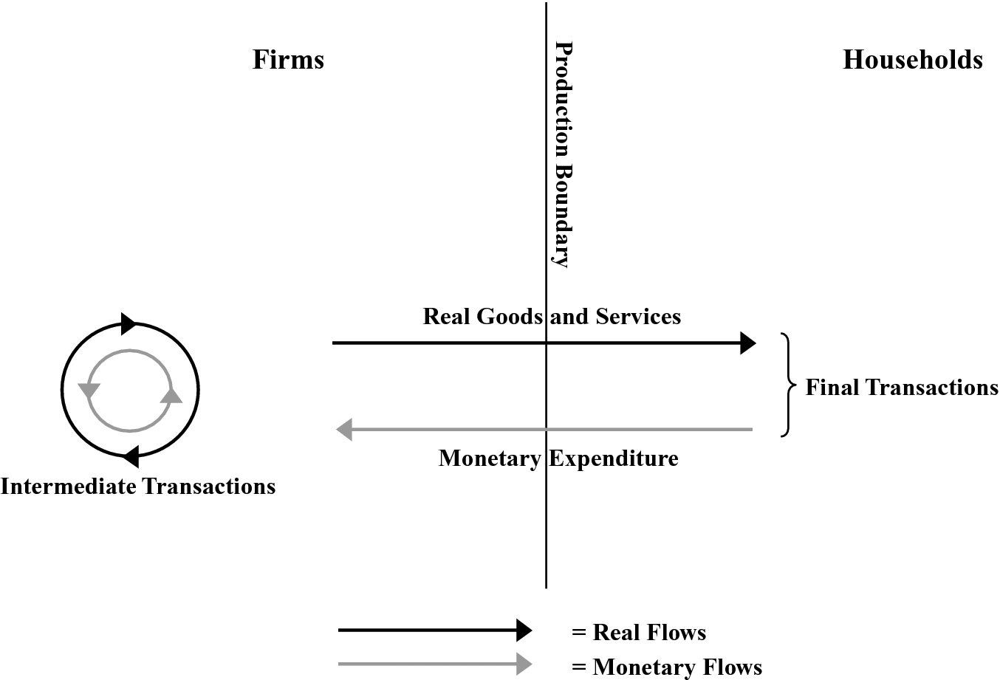 Firms
Households
Production Boundary
Real Goods and Services
Final Transactions
Monetary Expenditure
Intermediate Transactions
= Real Flows
= Monetary Flows